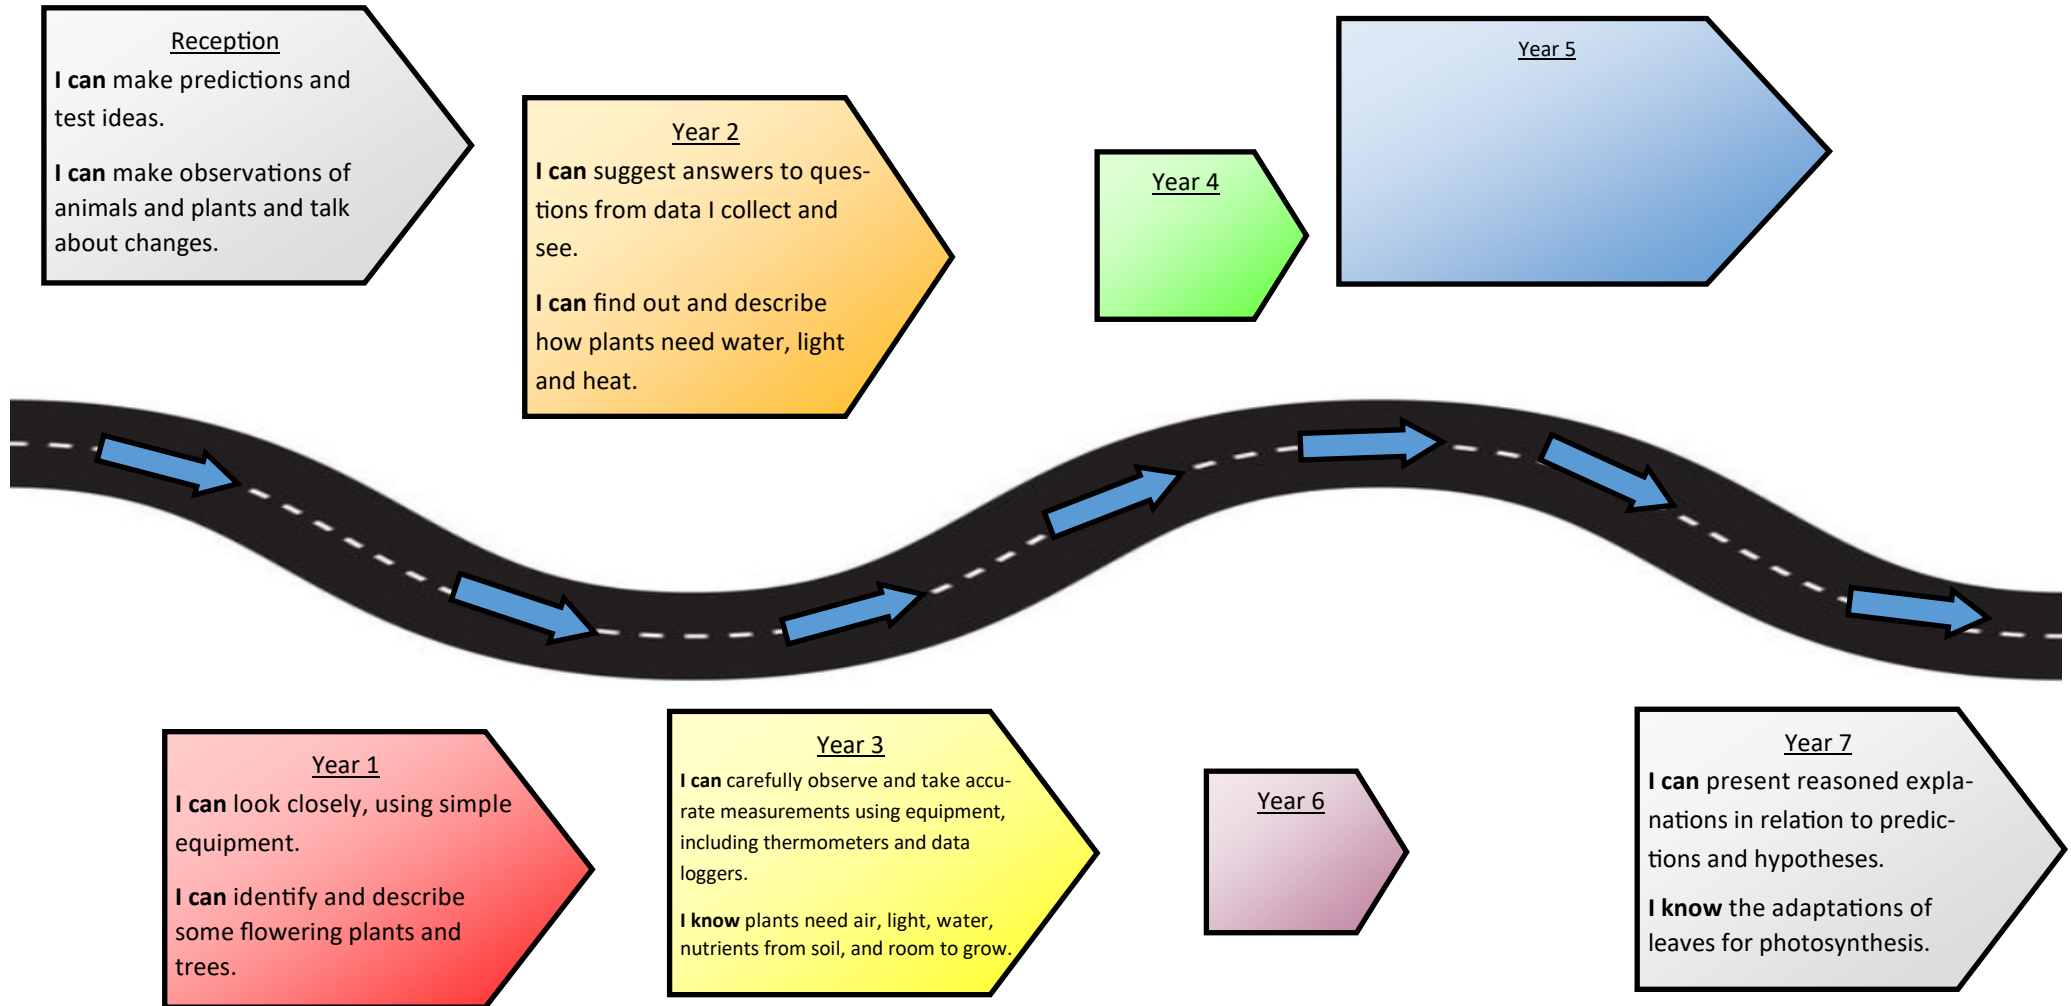 Reception
I can make predictions and
test ideas.
I can make observations of
animals and plants and talk
about changes.
Year 2
I can suggest answers to ques-
tions from data I collect and
see.
I can find out and describe
how plants need water, light
and heat.
Year 4
Year 5
Year 1
I can look closely, using simple
equipment.
I can identify and describe
some flowering plants and
trees.
Year 3
I can carefully observe and take accu-
rate measurements using equipment,
including thermometers and data
loggers.
I know plants need air, light, water,
nutrients from soil, and room to grow.
Year 6
Year 7
I can present reasoned expla-
nations in relation to predic-
tions and hypotheses.
I know the adaptations of
leaves for photosynthesis.